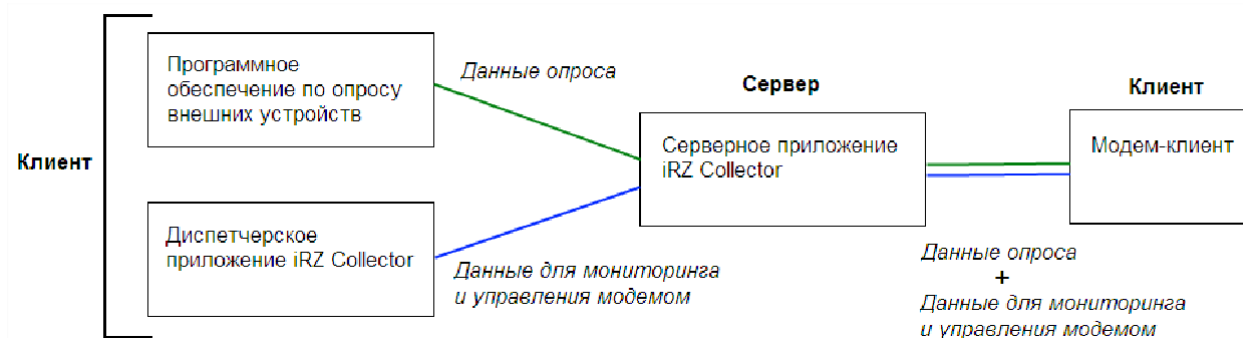 Клиент
Программное
обеспечение по опросу
внешних устройств
Диспетчерское
приложение iRZ Collector
Данные опроса
Данные для мониторинга
и управления модемом
Сервер
Серверное приложение
iRZ Collector
Клиент
Модем-клиент
Данные опроса
+
Данные для мониторинга
и управления модемом